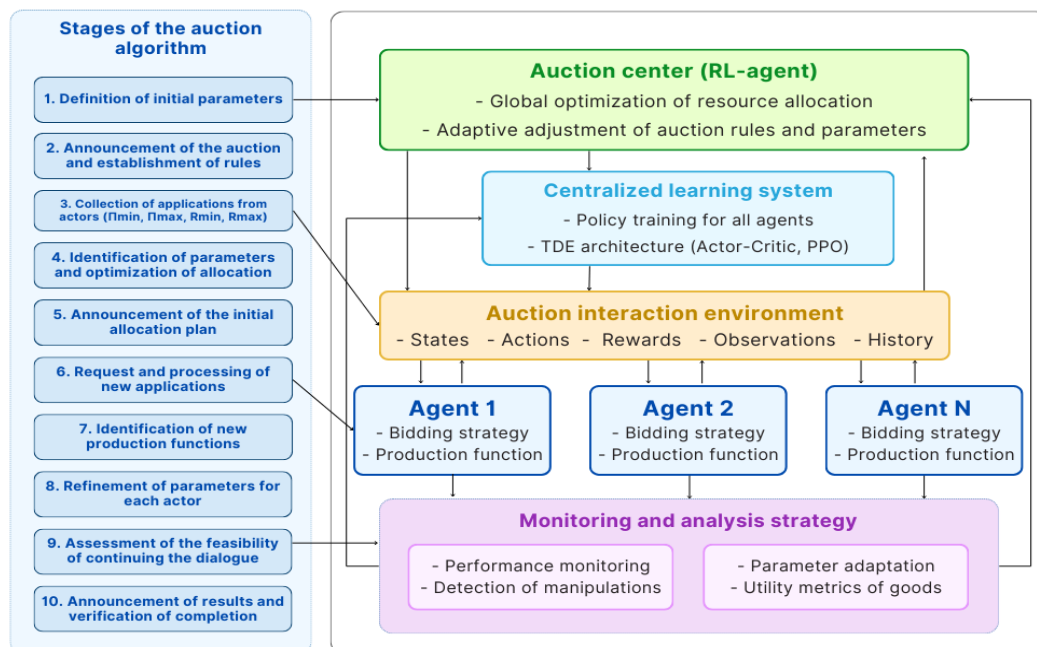 Stages of the auction
algorithm
1. Definition of initial parameters
2. Announcement of the auction
and establishment of rules
3. Collection of applications from
actors (Πmin, Πmax, Rmin, Rmax)
4. Identification of parameters
and optimization of allocation
5. Announcement of the initial
allocation plan
6. Request and processing of
new applications
7. Identification of new
production functions
8. Refinement of parameters for
each actor
9. Assessment of the feasibility
of continuing the dialogue
10. Announcement of results and
verification of completion
Auction center (RL-agent)
- Global optimization of resource allocation
- Adaptive adjustment of auction rules and parameters
Centralized learning system
- Policy training for all agents
- TDE architecture (Actor-Critic, PPO)
Auction interaction environment
- States - Actions - Rewards - Observations - History
Agent 1
- Bidding strategy
- Production function
Agent 2
- Bidding strategy
- Production function
Agent N
- Bidding strategy
- Production function
Monitoring and analysis strategy
- Performance monitoring
- Detection of manipulations
- Parameter adaptation
- Utility metrics of goods